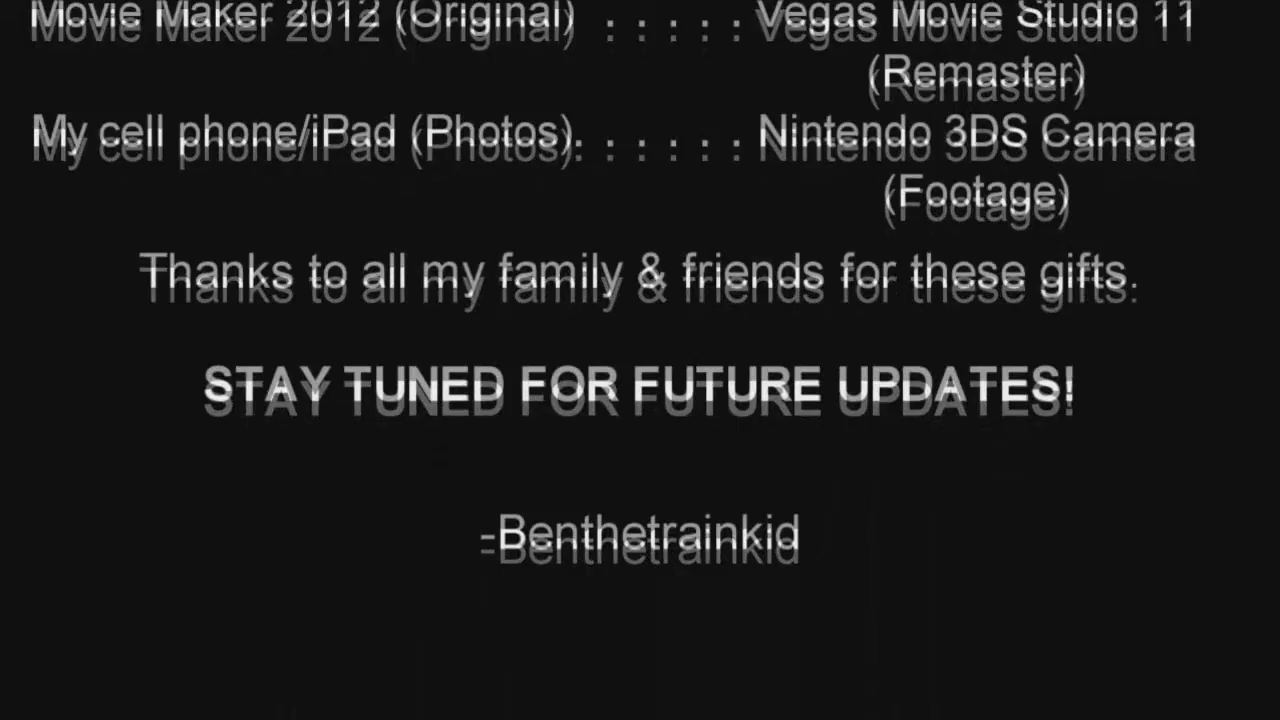 Movie Maker 2012 (Original) . . . . . Vegas Movie Studio 11
(Remaster)
My cell phone/iPad (Photos). . . . . . Nintendo 3DS Camera
(Footage)
Thanks to all my family & friends for these gifts.
STAY TUNED FOR FUTURE UPDATES!
-Benthetrainkid